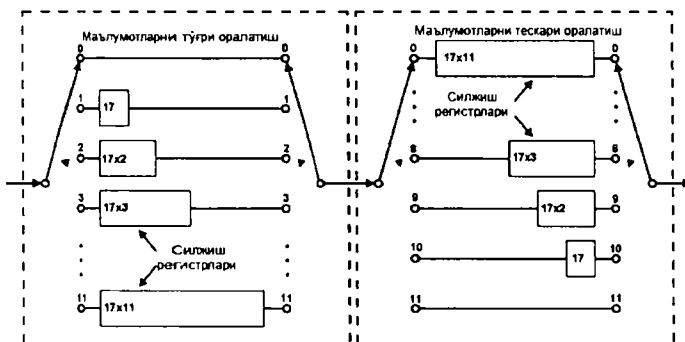 Маълумотларни тўғри оралатиш
0 0
1 17 1
2 17x2 2
3 17x3 3
Силжиш
регистрлари
11 17x11 11
Маълумотларни тескари оралатиш
0 17x11 0
Силжиш
регистрлари
8 17x3 8
9 17x2 9
10 17 10
11 11